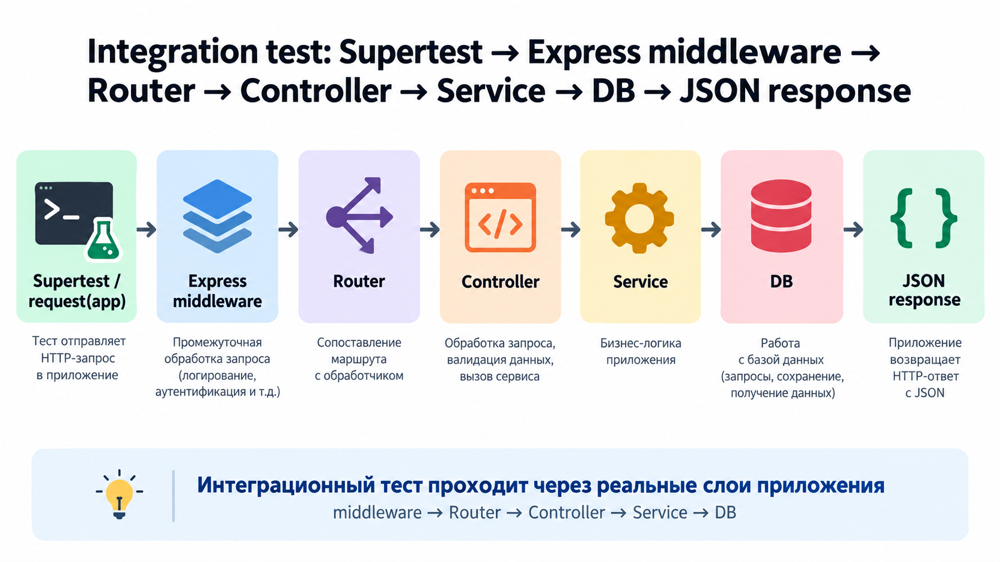 Integration test: Supertest → Express middleware →
Router → Controller → Service → DB → JSON response
>_
</>
{ }
Supertest /
request(app)
Express
middleware
Router
Controller
Service
DB
JSON
response
Тест отправляет
HTTP-запрос
в приложение
Промежуточная
обработка запроса
(логирование,
аутентификация и т.д.)
Сопоставление
маршрута
с обработчиком
Обработка запроса,
валидация данных,
вызов сервиса
Бизнес-логика
приложения
Работа
с базой данных
(запросы, сохранение,
получение данных)
Приложение
возвращает
HTTP-ответ
с JSON
Интеграционный тест проходит через реальные слои приложения
middleware → Router → Controller → Service → DB